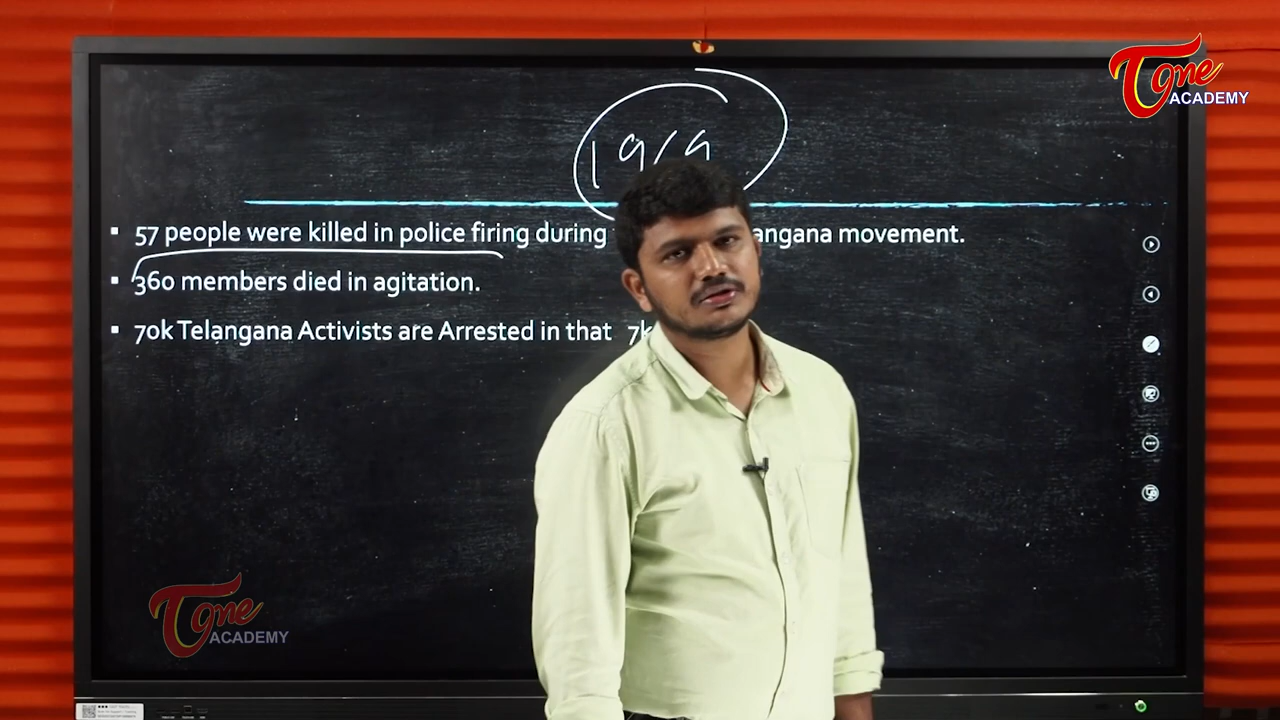 Tone
ACADEMY
1969
57 people were killed in police firing during angana movement.
360 members died in agitation.
70k Telangana Activists are Arrested in that 7k
Tone
ACADEMY